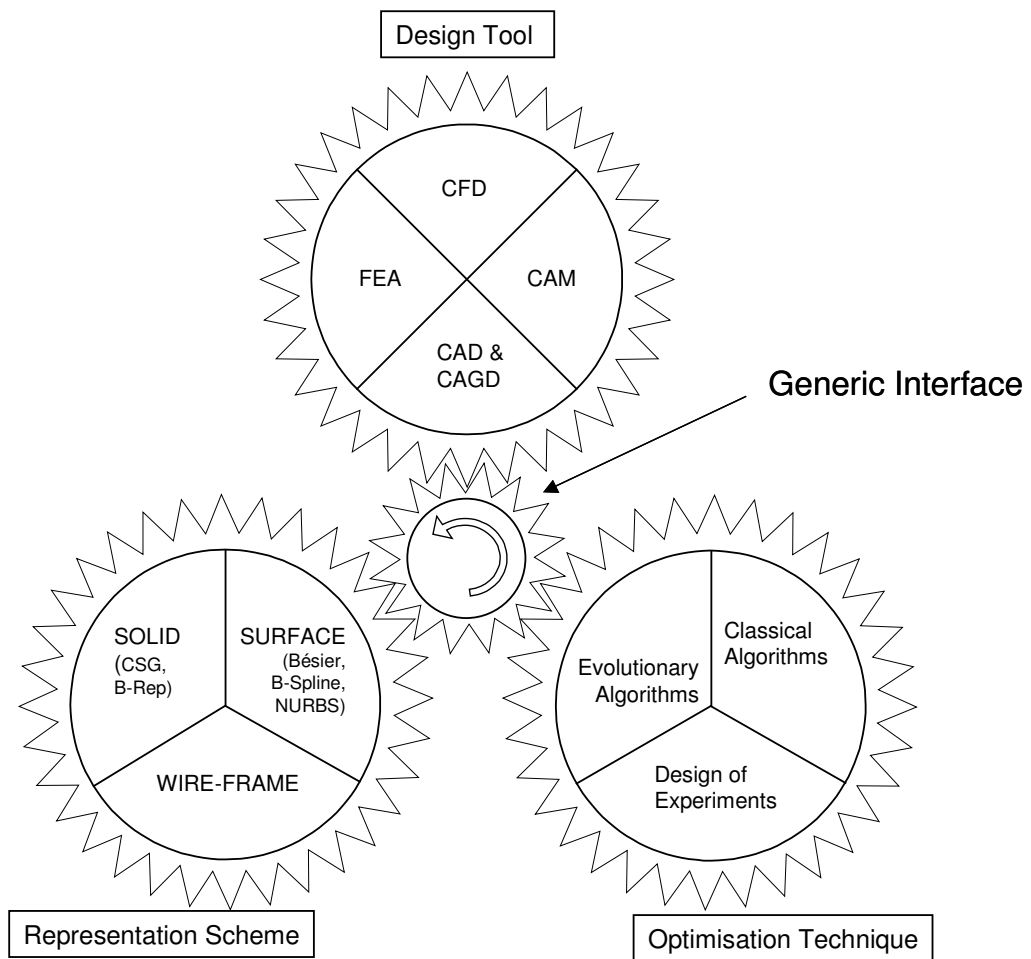 Design Tool
CFD
FEA
CAM
CAD &
CAGD
Generic Interface
SOLID
(CSG,
B-Rep)
SURFACE
(Bésier,
B-Spline,
NURBS)
WIRE-FRAME
Representation Scheme
Evolutionary
Algorithms
Classical
Algorithms
Design of
Experiments
Optimisation Technique